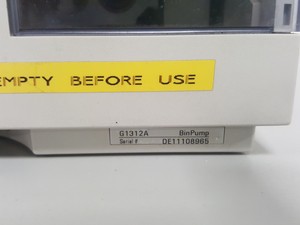 EMPTY BEFORE USE
G1312A BinPump
Serial # DE11108965